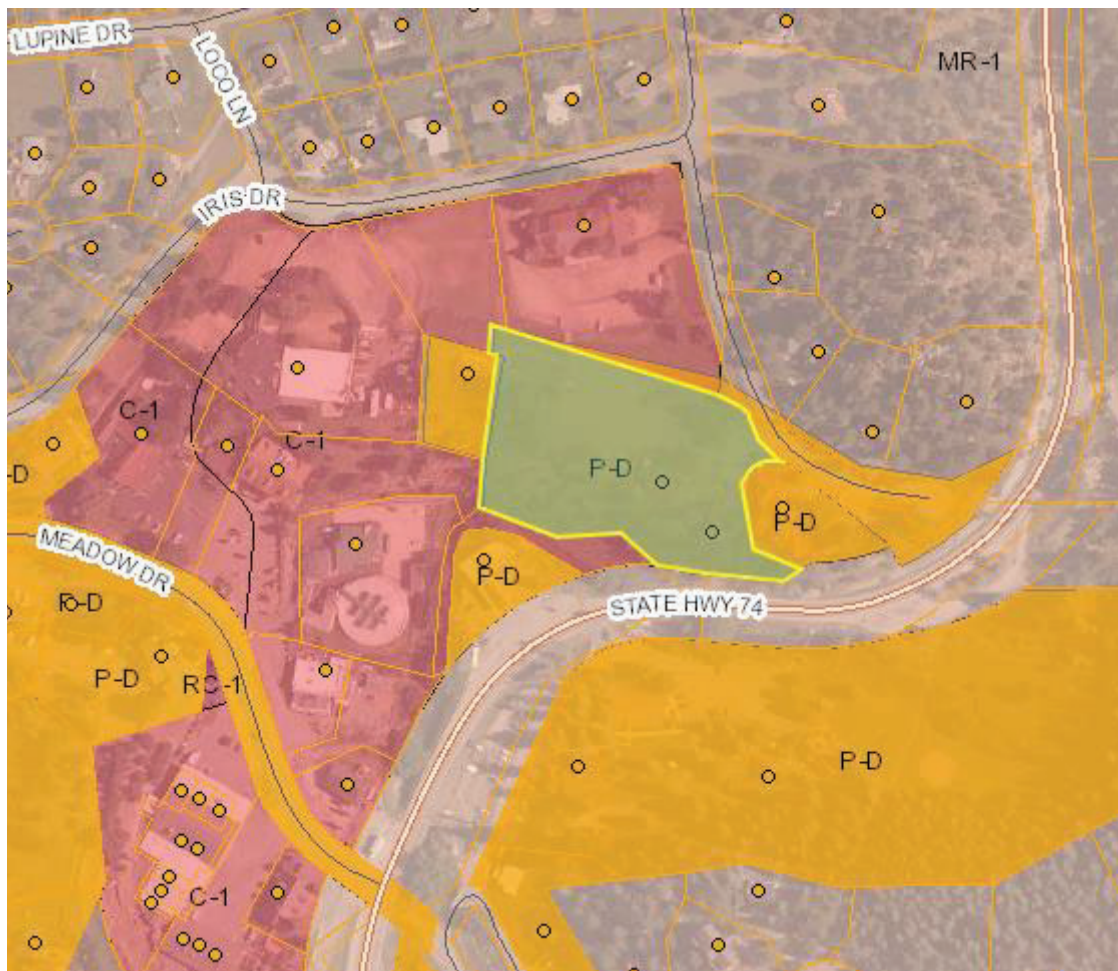 LUPINE DR
LOCO LN
MR-1
IRIS DR
C-1
C-1
P-D
-D
P-D
MEADOW DR
P-D
STATE HWY 74
P-D
RC-1
P-D
C-1